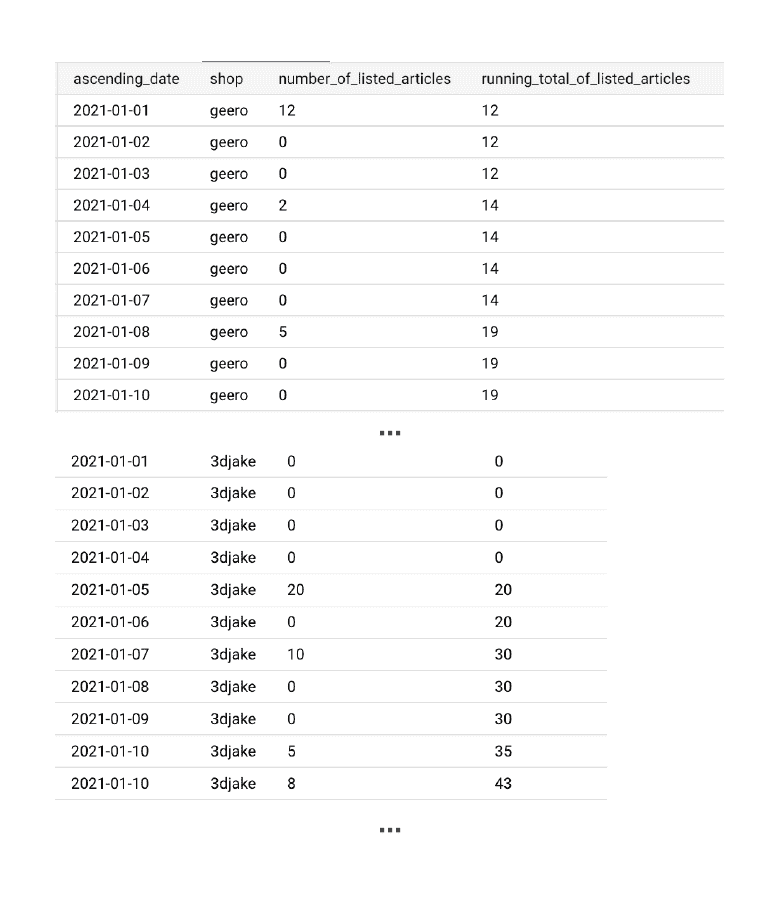 ascending_date shop number_of_listed_articles running_total_of_listed_articles
2021-01-01 geero 12 12
2021-01-02 geero 0 12
2021-01-03 geero 0 12
2021-01-04 geero 2 14
2021-01-05 geero 0 14
2021-01-06 geero 0 14
2021-01-07 geero 0 14
2021-01-08 geero 5 19
2021-01-09 geero 0 19
2021-01-10 geero 0 19
...
2021-01-01 3djake 0 0
2021-01-02 3djake 0 0
2021-01-03 3djake 0 0
2021-01-04 3djake 0 0
2021-01-05 3djake 20 20
2021-01-06 3djake 0 20
2021-01-07 3djake 10 30
2021-01-08 3djake 0 30
2021-01-09 3djake 0 30
2021-01-10 3djake 5 35
2021-01-10 3djake 8 43
...